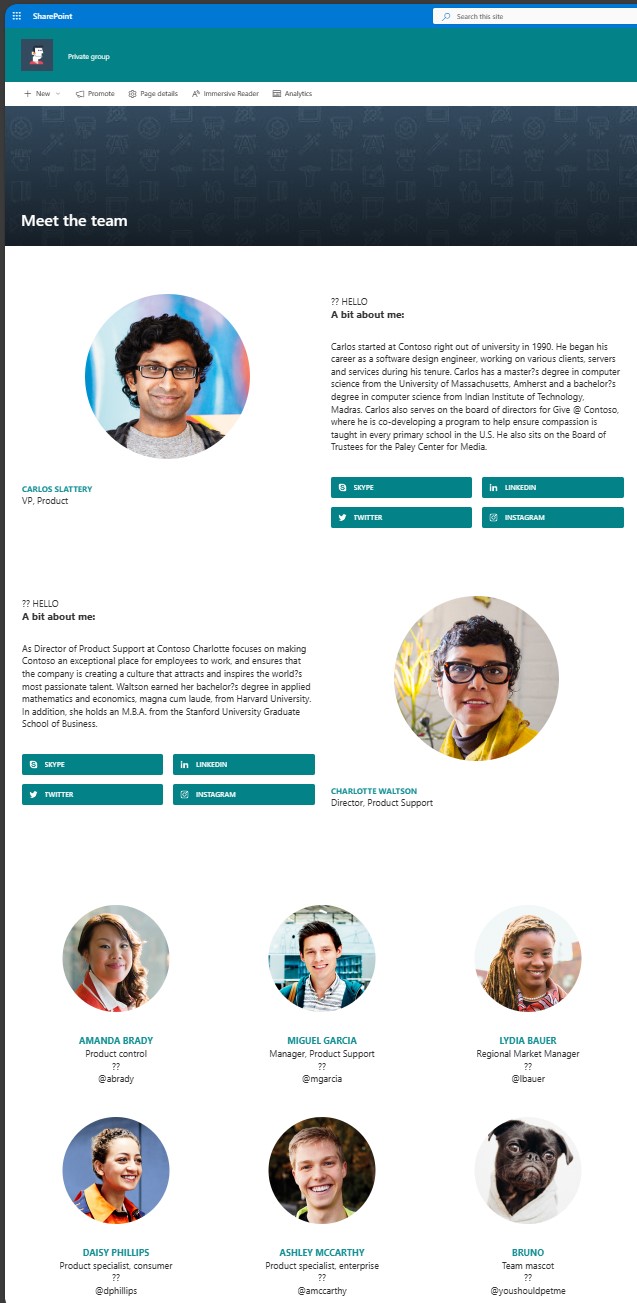 SharePoint
Search this site
Private group
New
Promote
Page details
Immersive Reader
Analytics
Meet the team
?? HELLO
A bit about me:
Carlos started at Contoso right out of university in 1990. He began his
career as a software design engineer, working on various clients, servers
and services during his tenure. Carlos has a master?s degree in computer
science from the University of Massachusetts, Amherst and a bachelor?s
degree in computer science from Indian Institute of Technology,
Madras. Carlos also serves on the board of directors for Give @ Contoso,
where he is co-developing a program to help ensure compassion is
taught in every primary school in the U.S. He also sits on the Board of
Trustees for the Paley Center for Media.
CARLOS SLATTERY
VP, Product
SKYPE
LINKEDIN
TWITTER
INSTAGRAM
?? HELLO
A bit about me:
As Director of Product Support at Contoso Charlotte focuses on making
Contoso an exceptional place for employees to work, and ensures that
the company is creating a culture that attracts and inspires the world?s
most passionate talent. Waltson earned her bachelor?s degree in applied
mathematics and economics, magna cum laude, from Harvard University.
In addition, she holds an M.B.A. from the Stanford University Graduate
School of Business.
SKYPE
LINKEDIN
TWITTER
INSTAGRAM
CHARLOTTE WALTSON
Director, Product Support
AMANDA BRADY
Product control
??
@abrady
MIGUEL GARCIA
Manager, Product Support
??
@mgarcia
LYDIA BAUER
Regional Market Manager
??
@lbauer
DAISY PHILLIPS
Product specialist, consumer
??
@dphillips
ASHLEY MCCARTHY
Product specialist, enterprise
??
@amccarthy
BRUNO
Team mascot
??
@youshouldpetme